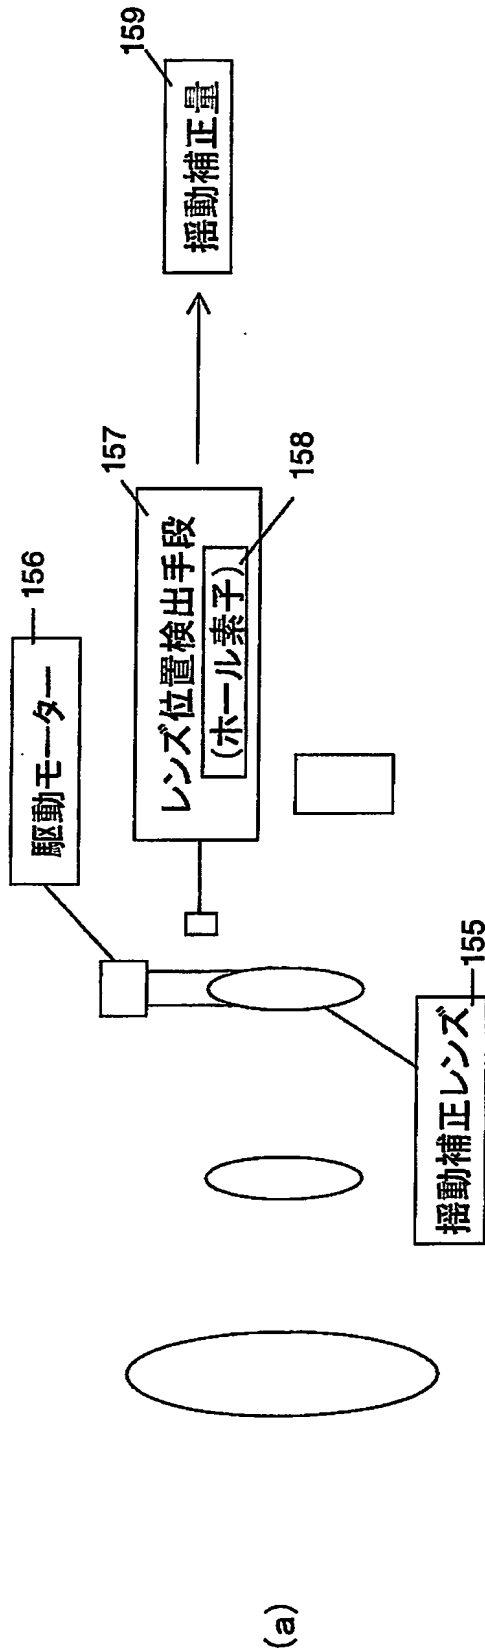 (a)
駆動モーター
156
レンズ位置検出手段
(ホール素子)
157
158
揺動補正量
159
揺動補正レンズ
155